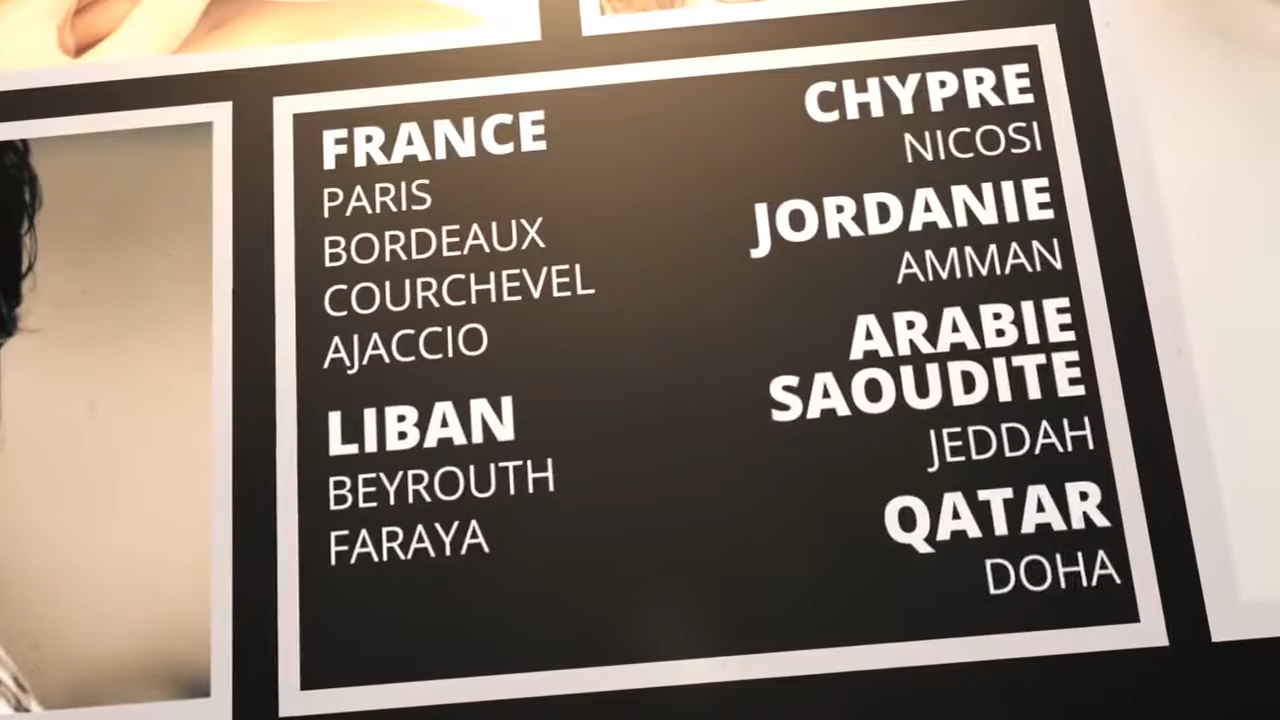 FRANCE
PARIS
BORDEAUX
COURCHEVEL
AJACCIO
LIBAN
BEYROUTH
FARAYA
CHYPRE
NICOSI
JORDANIE
AMMAN
ARABIE
SAOUDITE
JEDDAH
QATAR
DOHA